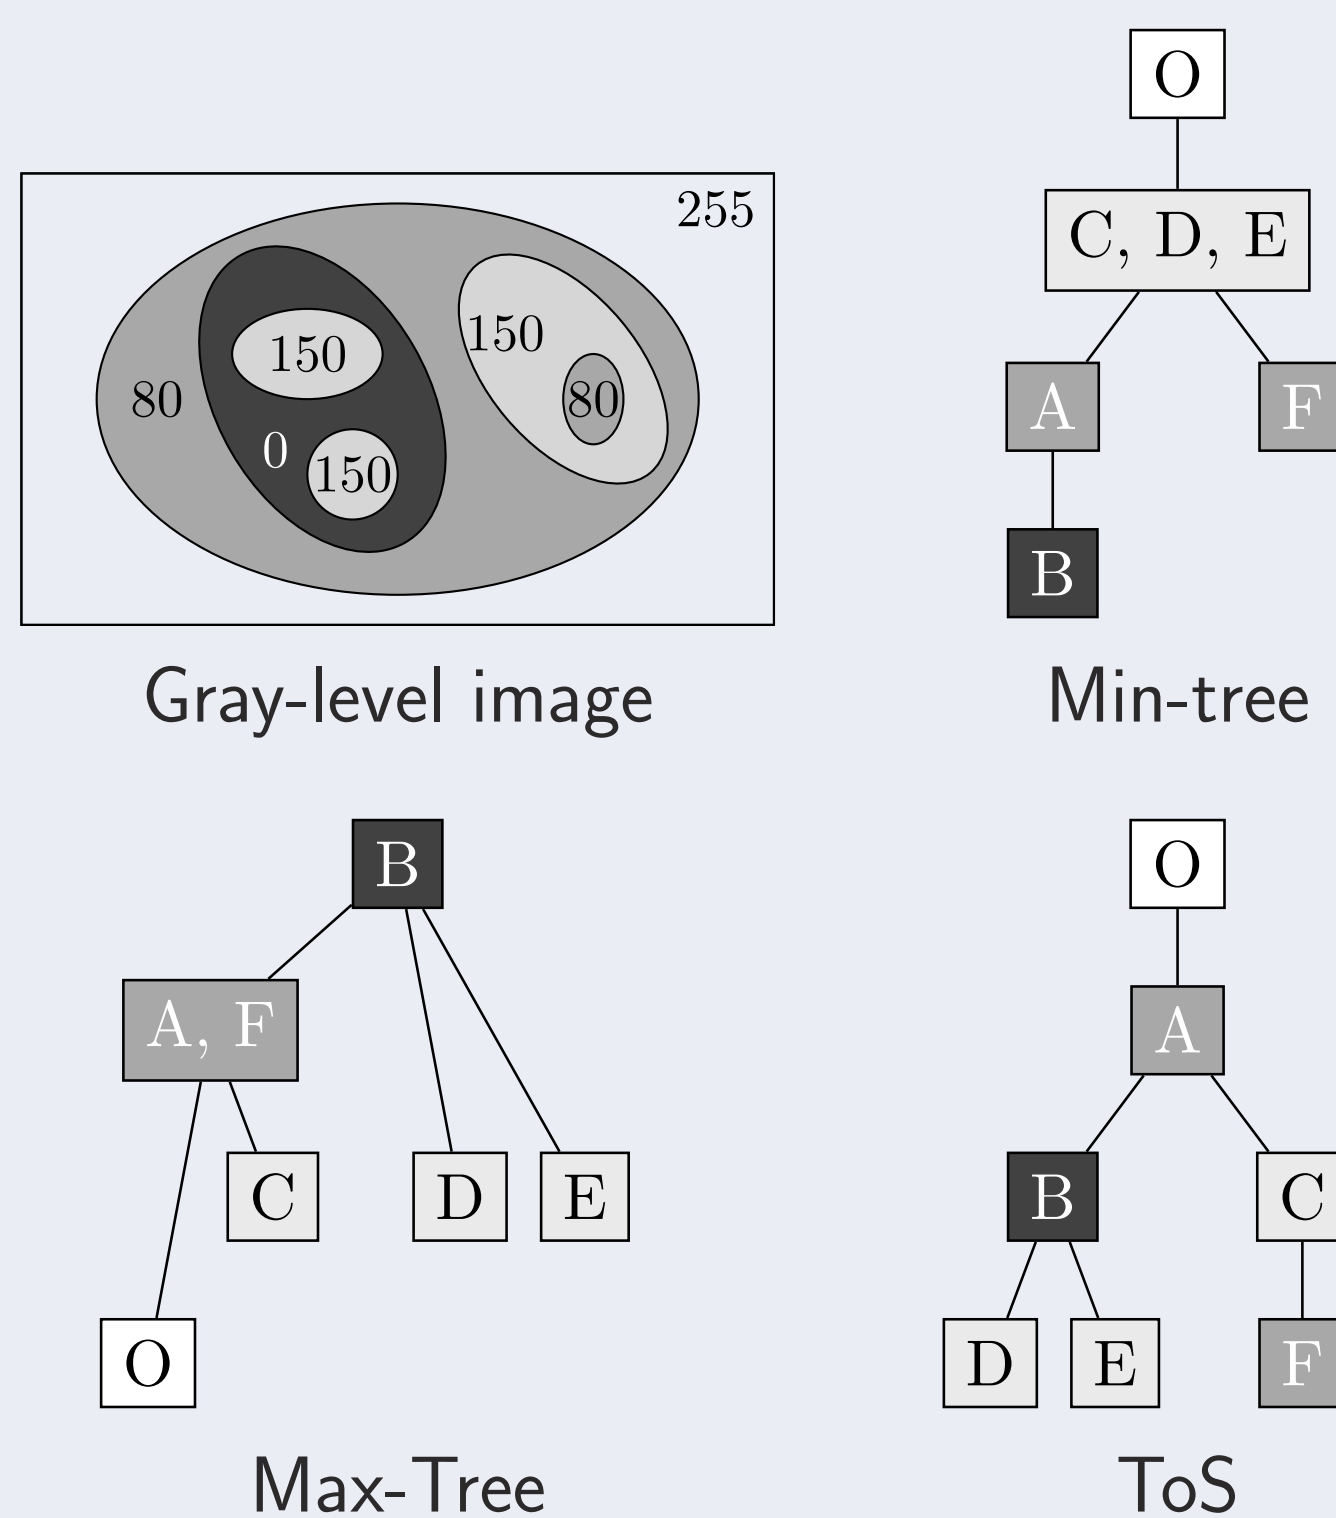 O
255
C, D, E
150
150
80
80
A
F
0
150
B
Gray-level image
Min-tree
B
O
A, F
A
C
D
E
B
C
O
D
E
F
Max-Tree
ToS